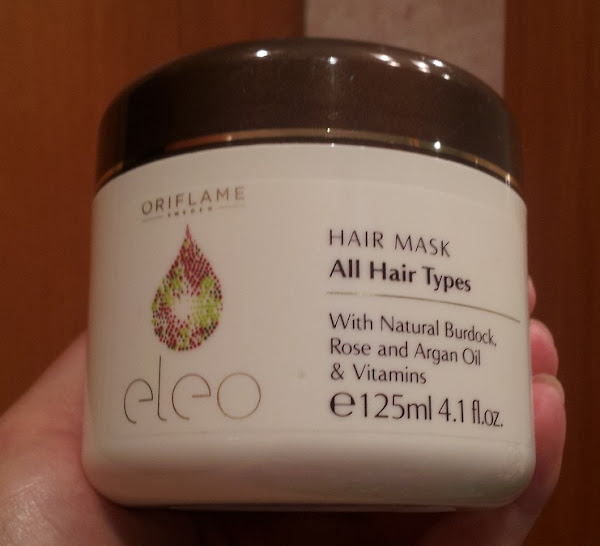 ORIFLAME
SWEDEN
eleo
HAIR MASK
All Hair Types
With Natural Burdock,
Rose and Argan Oil
& Vitamins
℮125ml 4.1 fl.oz.